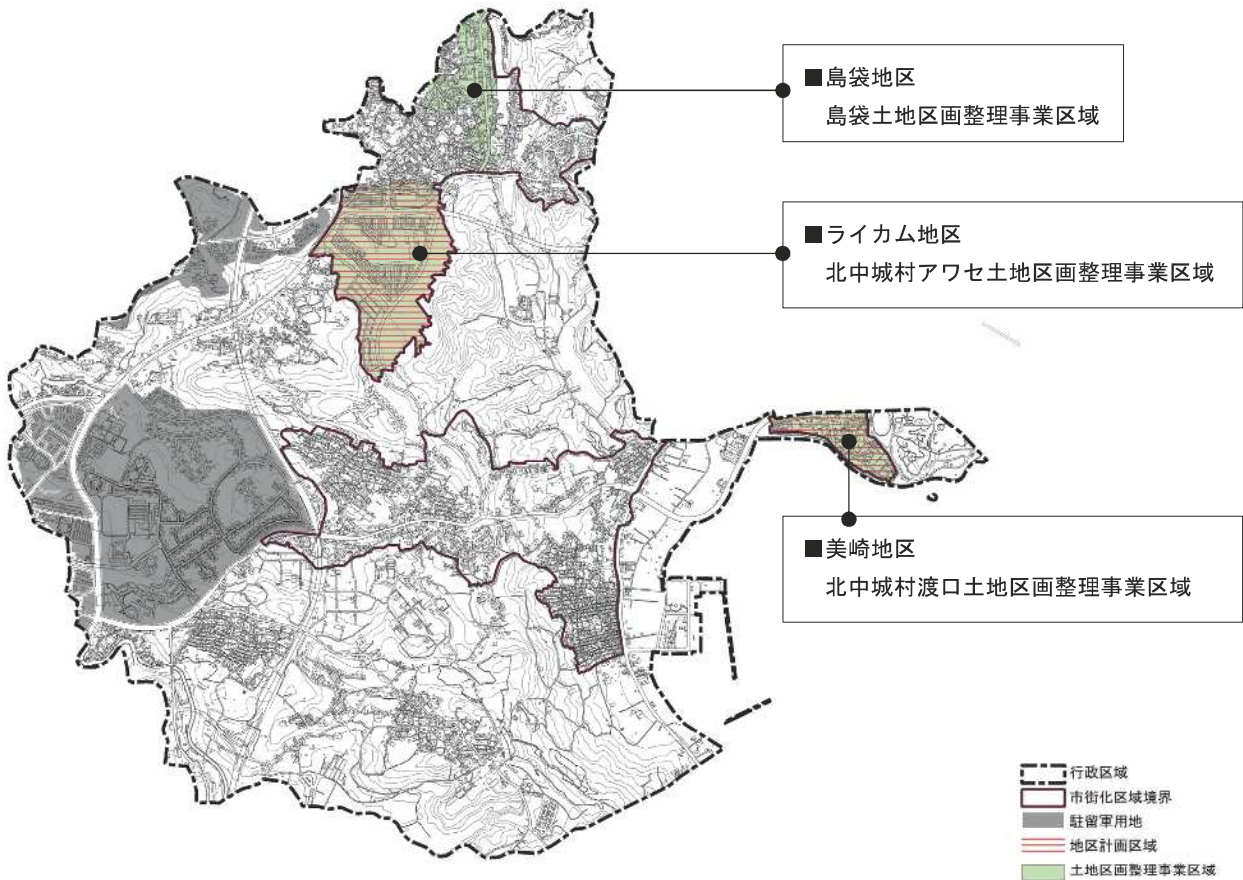 ■島袋地区
島袋土地区画整理事業区域
■ライカム地区
北中城村アワセ土地区画整理事業区域
■美崎地区
北中城村渡口土地区画整理事業区域
行政区域
市街化区域境界
駐留軍用地
地区計画区域
土地区画整理事業区域